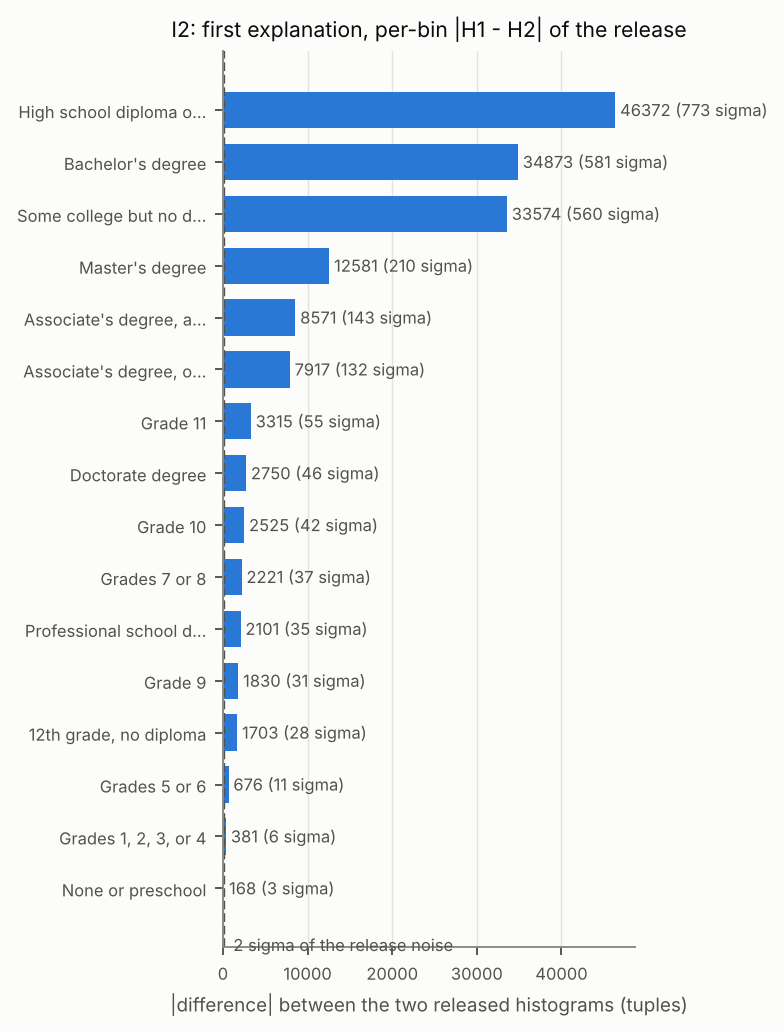 I2: first explanation, per-bin |H1 - H2| of the release
High school diploma o... 46372 (773 sigma)
Bachelor's degree 34873 (581 sigma)
Some college but no d... 33574 (560 sigma)
Master's degree 12581 (210 sigma)
Associate's degree, a... 8571 (143 sigma)
Associate's degree, o... 7917 (132 sigma)
Grade 11 3315 (55 sigma)
Doctorate degree 2750 (46 sigma)
Grade 10 2525 (42 sigma)
Grades 7 or 8 2221 (37 sigma)
Professional school d... 2101 (35 sigma)
Grade 9 1830 (31 sigma)
12th grade, no diploma 1703 (28 sigma)
Grades 5 or 6 676 (11 sigma)
Grades 1, 2, 3, or 4 381 (6 sigma)
None or preschool 168 (3 sigma)
2 sigma of the release noise
0 10000 20000 30000 40000
|difference| between the two released histograms (tuples)